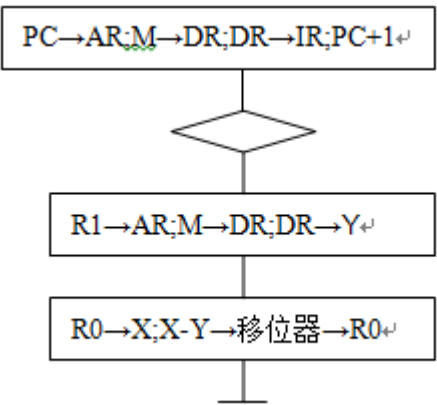 PC→AR;M→DR;DR→IR;PC+1↵
R1→AR;M→DR;DR→Y↵
R0→X;X-Y→移位器→R0↵